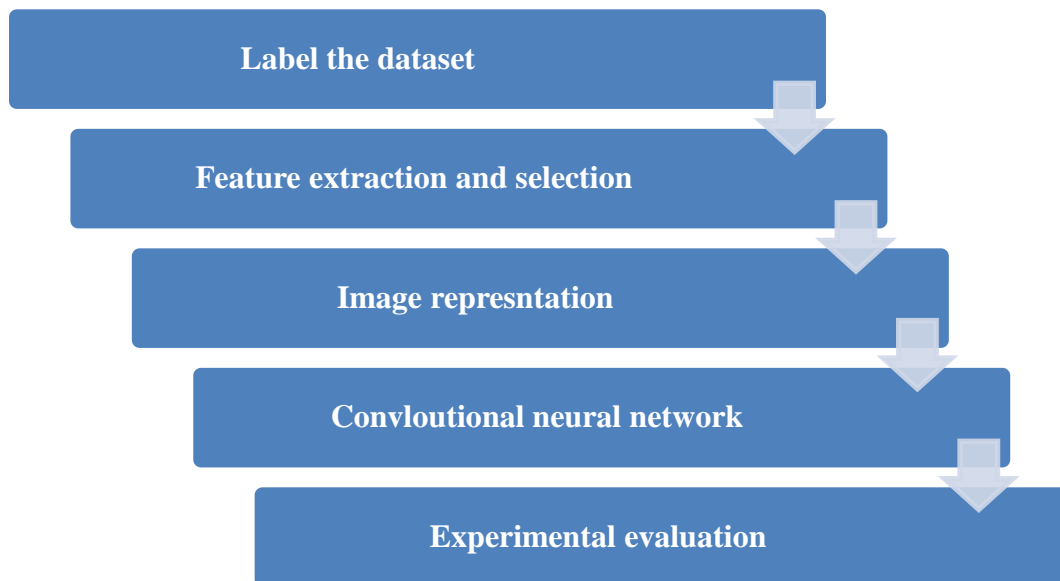 Label the dataset
Feature extraction and selection
Image represntation
Convloutional neural network
Experimental evaluation